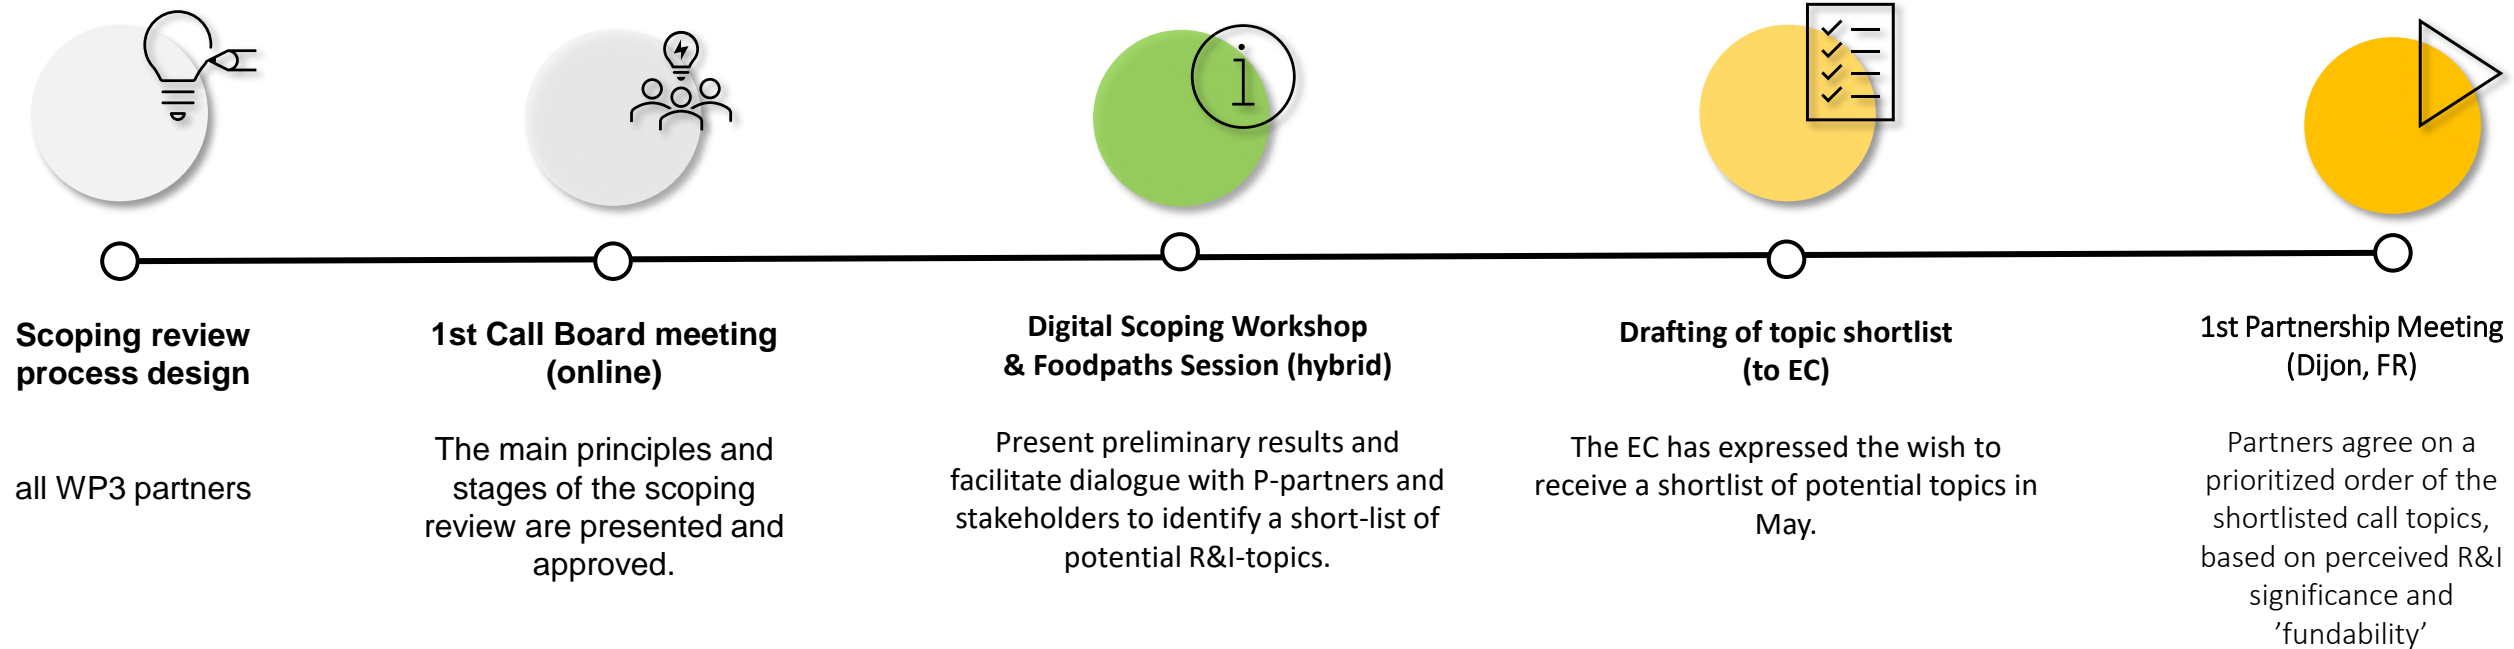 Scoping review
process design
all WP3 partners
1st Call Board meeting
(online)
The main principles and
stages of the scoping
review are presented and
approved.
Digital Scoping Workshop
& Foodpaths Session (hybrid)
Present preliminary results and
facilitate dialogue with P-partners and
stakeholders to identify a short-list of
potential R&I-topics.
Drafting of topic shortlist
(to EC)
The EC has expressed the wish to
receive a shortlist of potential topics in
May.
1st Partnership Meeting
(Dijon, FR)
Partners agree on a
prioritized order of the
shortlisted call topics,
based on perceived R&I
significance and
’fundability’